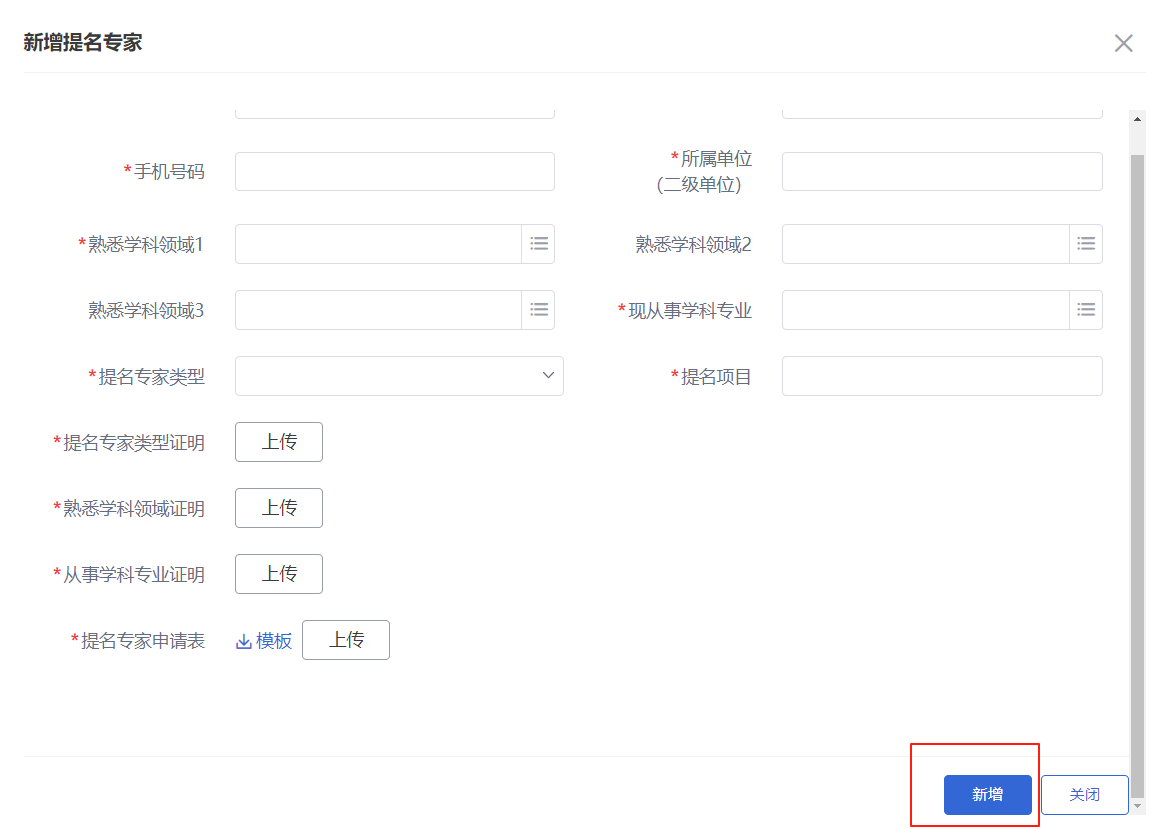 新增提名专家
*手机号码
*所属单位
(二级单位)
*熟悉学科领域1
熟悉学科领域2
熟悉学科领域3
*现从事学科专业
*提名专家类型
*提名项目
*提名专家类型证明 上传
*熟悉学科领域证明 上传
*从事学科专业证明 上传
*提名专家申请表 模板 上传
新增 关闭